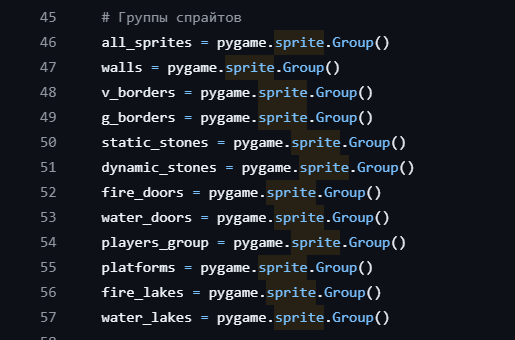 45 # Группы спрайтов
46 all_sprites = pygame.sprite.Group()
47 walls = pygame.sprite.Group()
48 v_borders = pygame.sprite.Group()
49 g_borders = pygame.sprite.Group()
50 static_stones = pygame.sprite.Group()
51 dynamic_stones = pygame.sprite.Group()
52 fire_doors = pygame.sprite.Group()
53 water_doors = pygame.sprite.Group()
54 players_group = pygame.sprite.Group()
55 platforms = pygame.sprite.Group()
56 fire_lakes = pygame.sprite.Group()
57 water_lakes = pygame.sprite.Group()